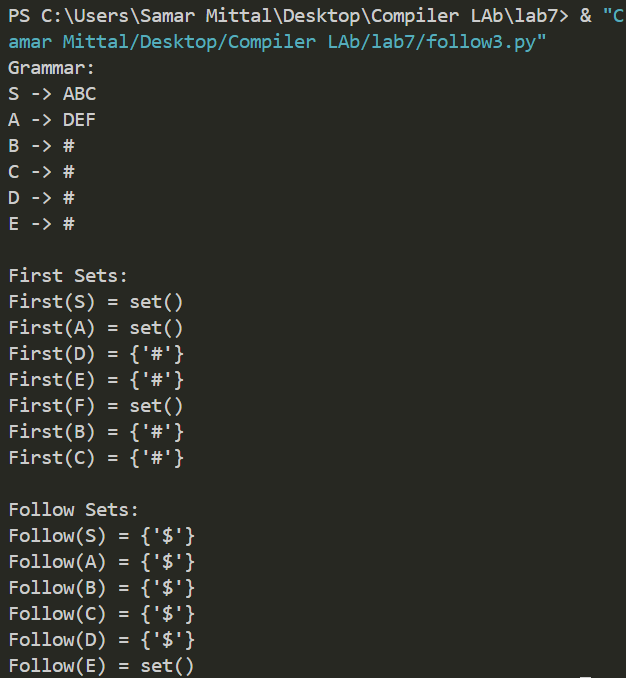 PS C:\Users\Samar Mittal\Desktop\Compiler LAb\lab7> & "C
amar Mittal/Desktop/Compiler LAb/lab7/follow3.py"
Grammar:
S -> ABC
A -> DEF
B -> #
C -> #
D -> #
E -> #

First Sets:
First(S) = set()
First(A) = set()
First(D) = {'#'}
First(E) = {'#'}
First(F) = set()
First(B) = {'#'}
First(C) = {'#'}

Follow Sets:
Follow(S) = {'$'}
Follow(A) = {'$'}
Follow(B) = {'$'}
Follow(C) = {'$'}
Follow(D) = {'$'}
Follow(E) = set()